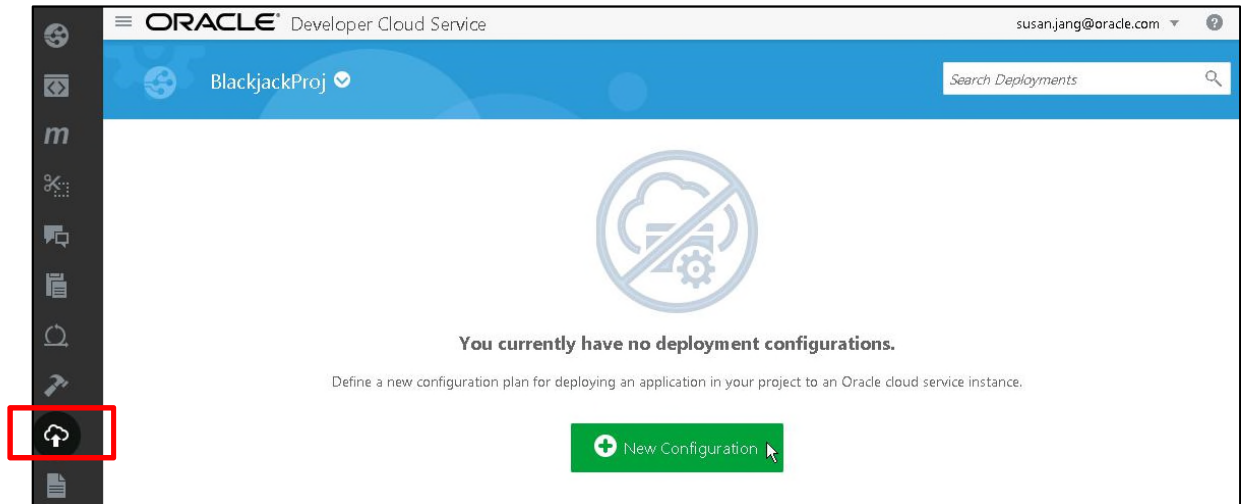 ORACLE® Developer Cloud Service
susan.jang@oracle.com
?
BlackjackProj
Search Deployments
m
You currently have no deployment configurations.
Define a new configuration plan for deploying an application in your project to an Oracle cloud service instance.
New Configuration